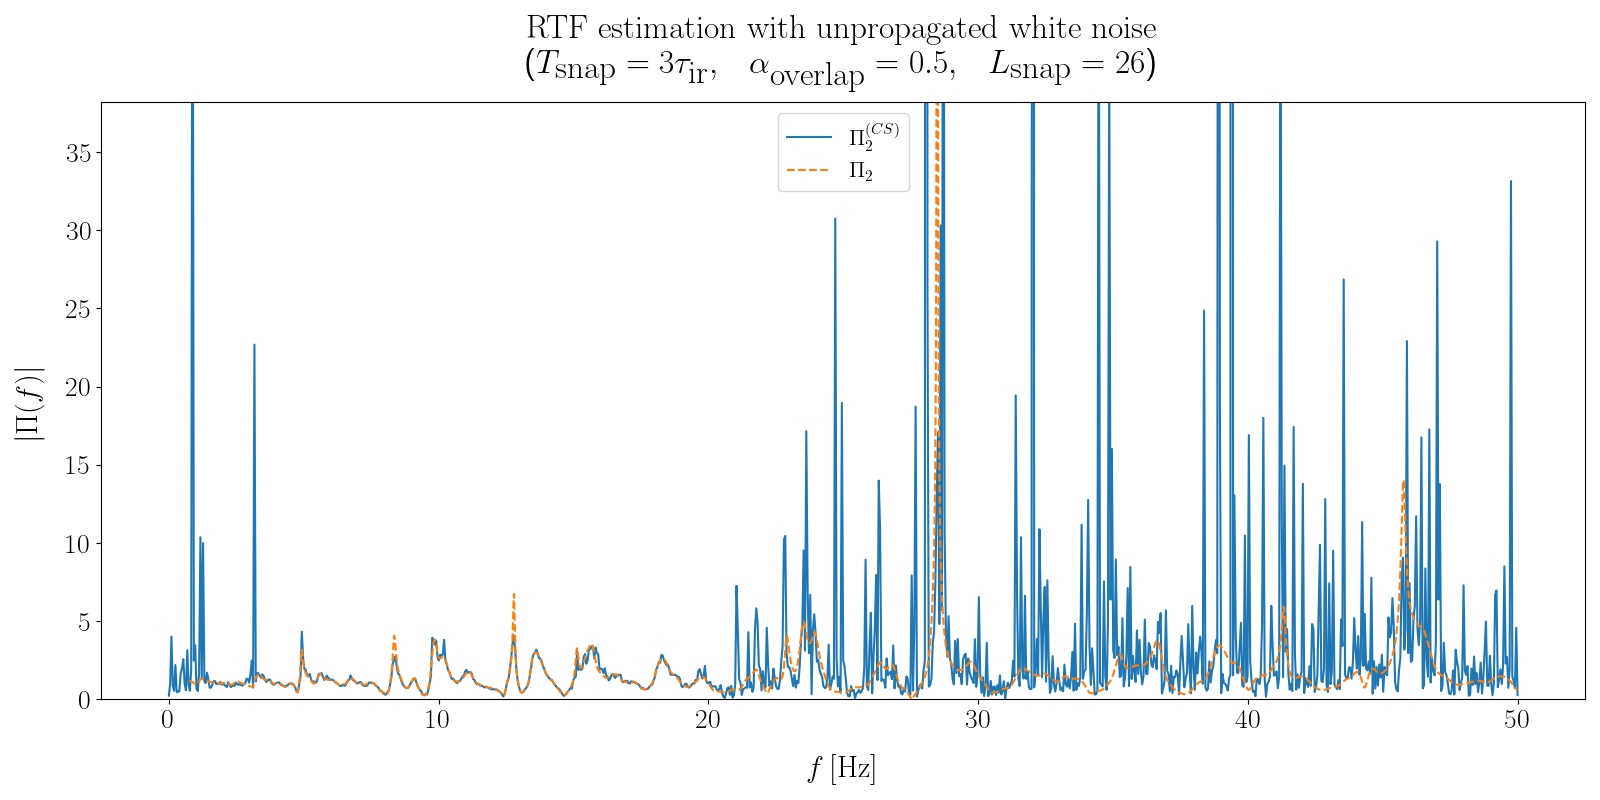 RTF estimation with unpropagated white noise
(T_snap = 3τ_ir, α_overlap = 0.5, L_snap = 26)
Π_2^(CS)
Π_2
|Π(f)|
35
30
25
20
15
10
5
0
0 10 20 30 40 50
f [Hz]